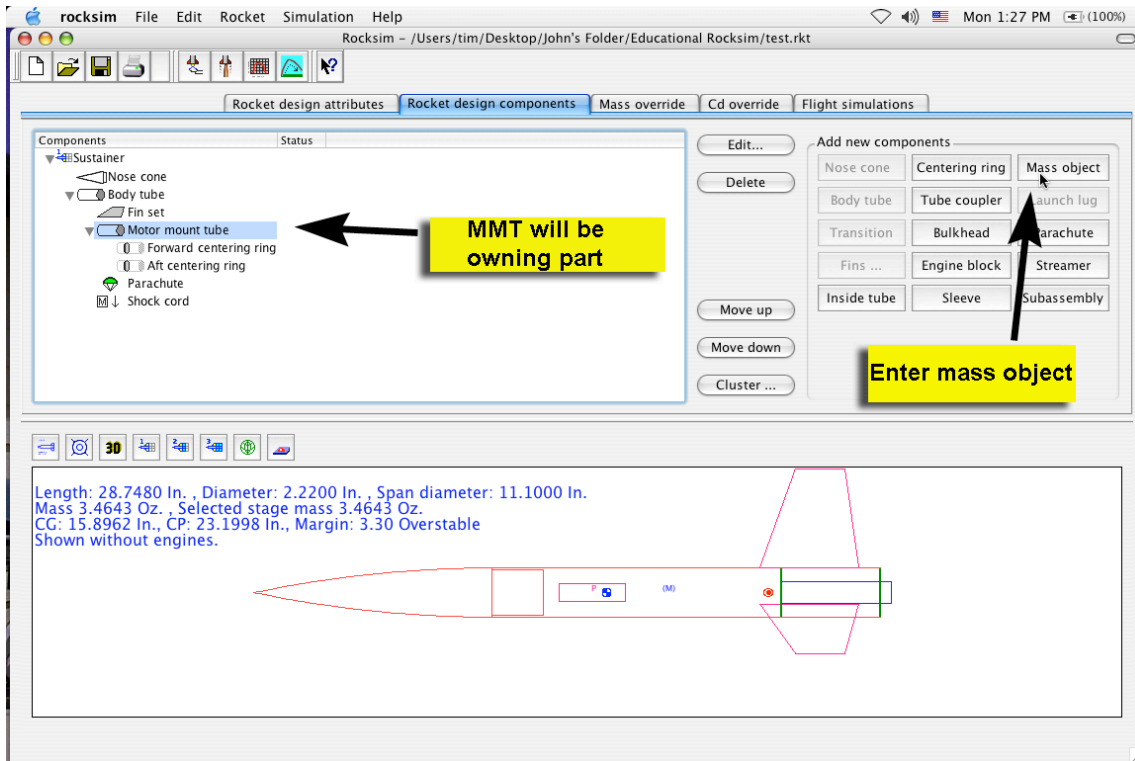 rocksim File Edit Rocket Simulation Help Mon 1:27 PM (100%)
Rocksim – /Users/tim/Desktop/John's Folder/Educational Rocksim/test.rkt
Rocket design attributes Rocket design components Mass override Cd override Flight simulations
Components Status
Sustainer
Nose cone
Body tube
Fin set
Motor mount tube
Forward centering ring
Aft centering ring
Parachute
M Shock cord
MMT will be
owning part
Edit...
Delete
Move up
Move down
Cluster ...
Add new components
Nose cone Centering ring Mass object
Body tube Tube coupler Launch lug
Transition Bulkhead Parachute
Fins ... Engine block Streamer
Inside tube Sleeve Subassembly
Enter mass object
3D 1 2 3
Length: 28.7480 In. , Diameter: 2.2200 In. , Span diameter: 11.1000 In.
Mass 3.4643 Oz. , Selected stage mass 3.4643 Oz.
CG: 15.8962 In., CP: 23.1998 In., Margin: 3.30 Overstable
Shown without engines.
P (M)